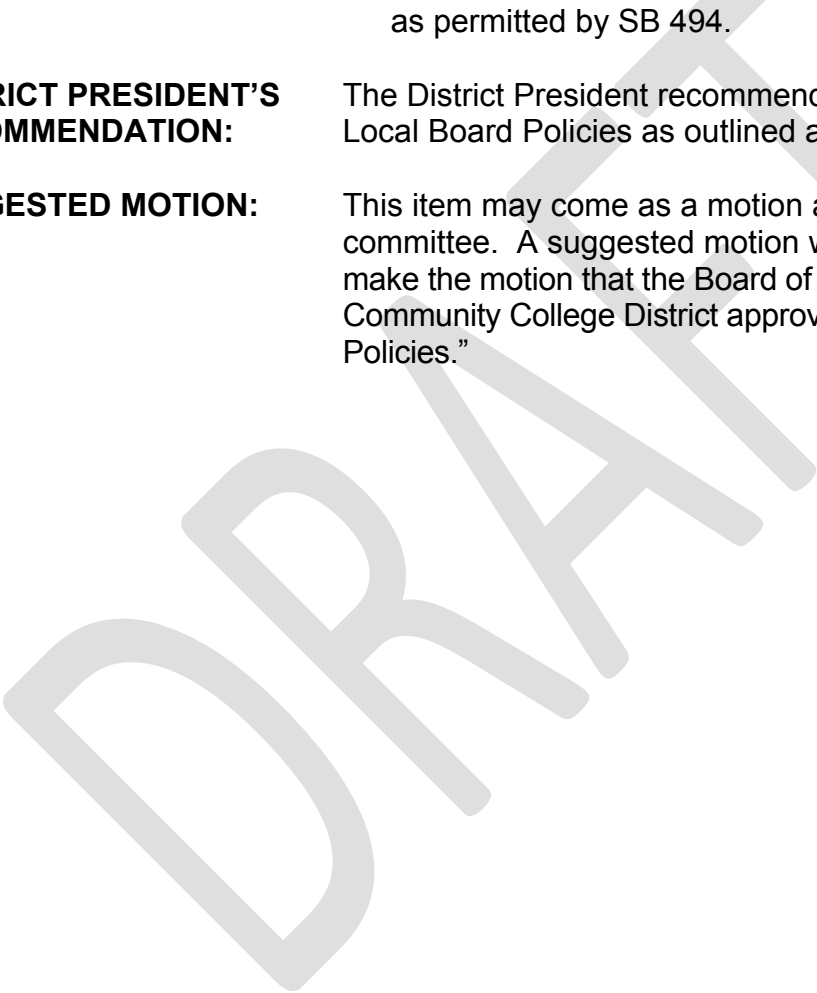 as permitted by SB 494.
RICT PRESIDENT’S The District President recommend
OMMENDATION: Local Board Policies as outlined a
GESTED MOTION: This item may come as a motion a
committee. A suggested motion w
make the motion that the Board of
Community College District approv
Policies.”
DRAFT